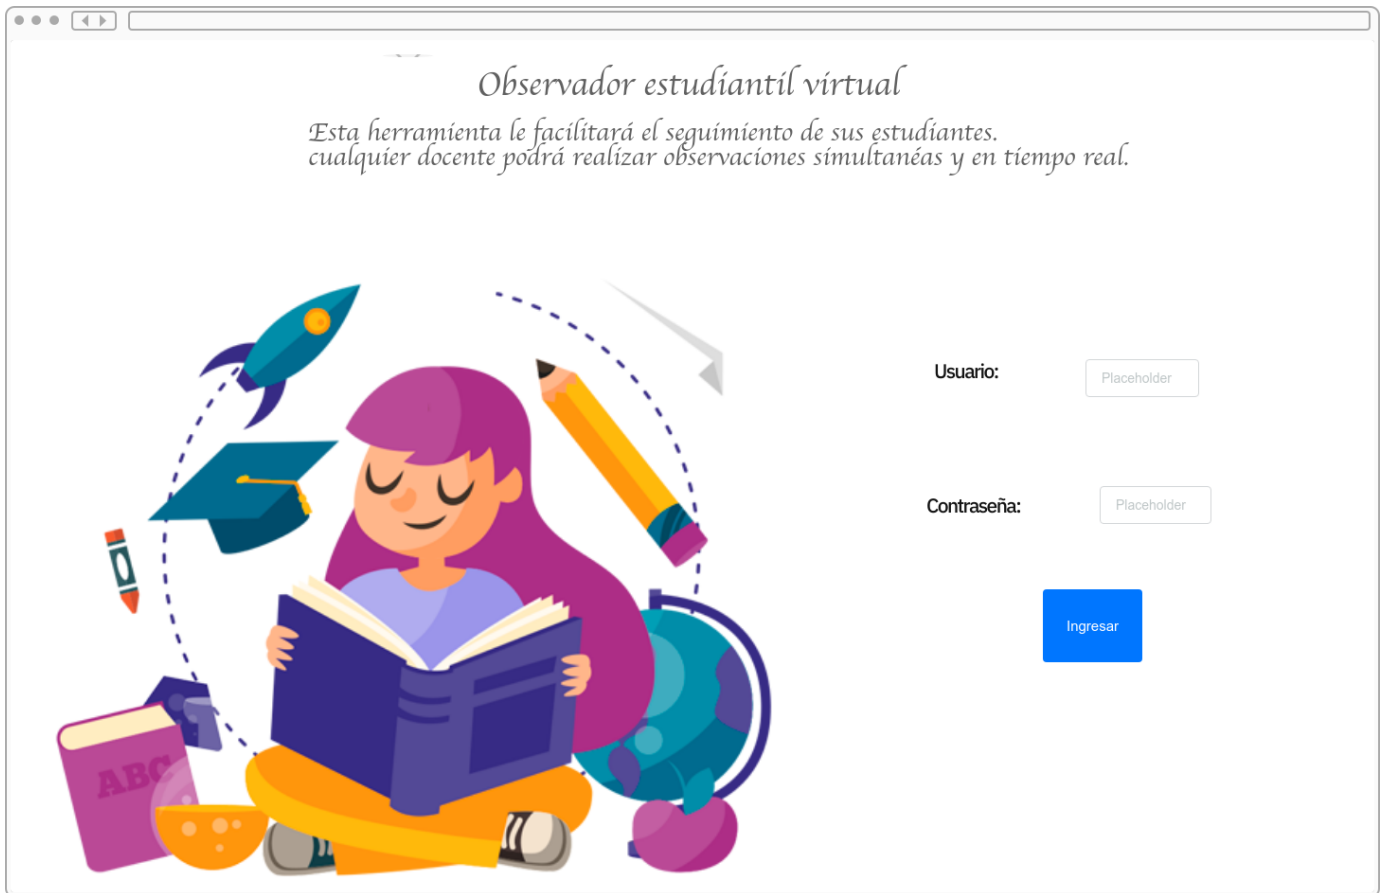 Observador estudiantil virtual
Esta herramienta le facilitará el seguimiento de sus estudiantes.
cualquier docente podrá realizar observaciones simultanéas y en tiempo real.
Usuario:
Placeholder
Contraseña:
Placeholder
Ingresar
ABC